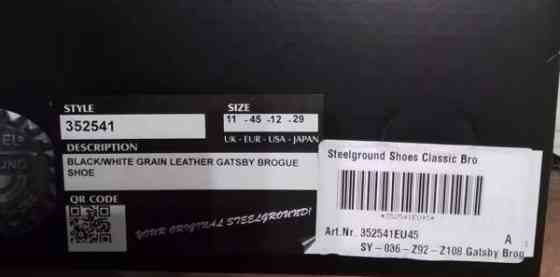 STYLE
352541
SIZE
11 -45 -12 -29
UK - EUR - USA - JAPAN
DESCRIPTION
BLACK/WHITE GRAIN LEATHER GATSBY BROGUE
SHOE
QR CODE
YOUR ORIGINAL STEELGROUND!
Steelground Shoes Classic Bro
*352541EU45*
Art.Nr. 352541EU45
A
SY-036-Z92-Z108 Gatsby Brog